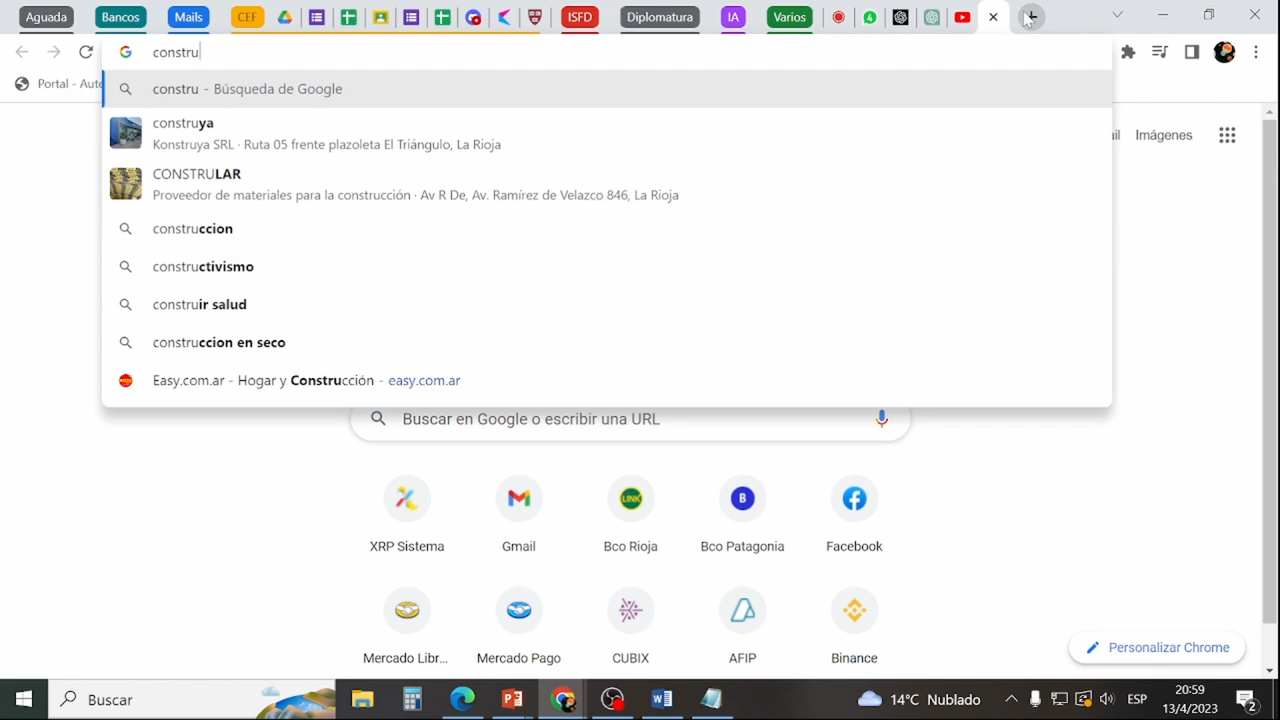 Aguada
Bancos
Mails
CEF
ISFD
Diplomatura
IA
Varios
constru
Portal - Aute
constru - Búsqueda de Google
construya
Konstruya SRL · Ruta 05 frente plazoleta El Triángulo, La Rioja
CONSTRULAR
Proveedor de materiales para la construcción · Av R De, Av. Ramírez de Velazco 846, La Rioja
construccion
constructivismo
construir salud
construccion en seco
Easy.com.ar - Hogar y Construcción - easy.com.ar
ail
Imágenes
Buscar en Google o escribir una URL
LINK
B
XRP Sistema
Gmail
Bco Rioja
Bco Patagonia
Facebook
Mercado Libr...
Mercado Pago
CUBIX
AFIP
Binance
Personalizar Chrome
Buscar
14°C Nublado
ESP
20:59
13/4/2023
2